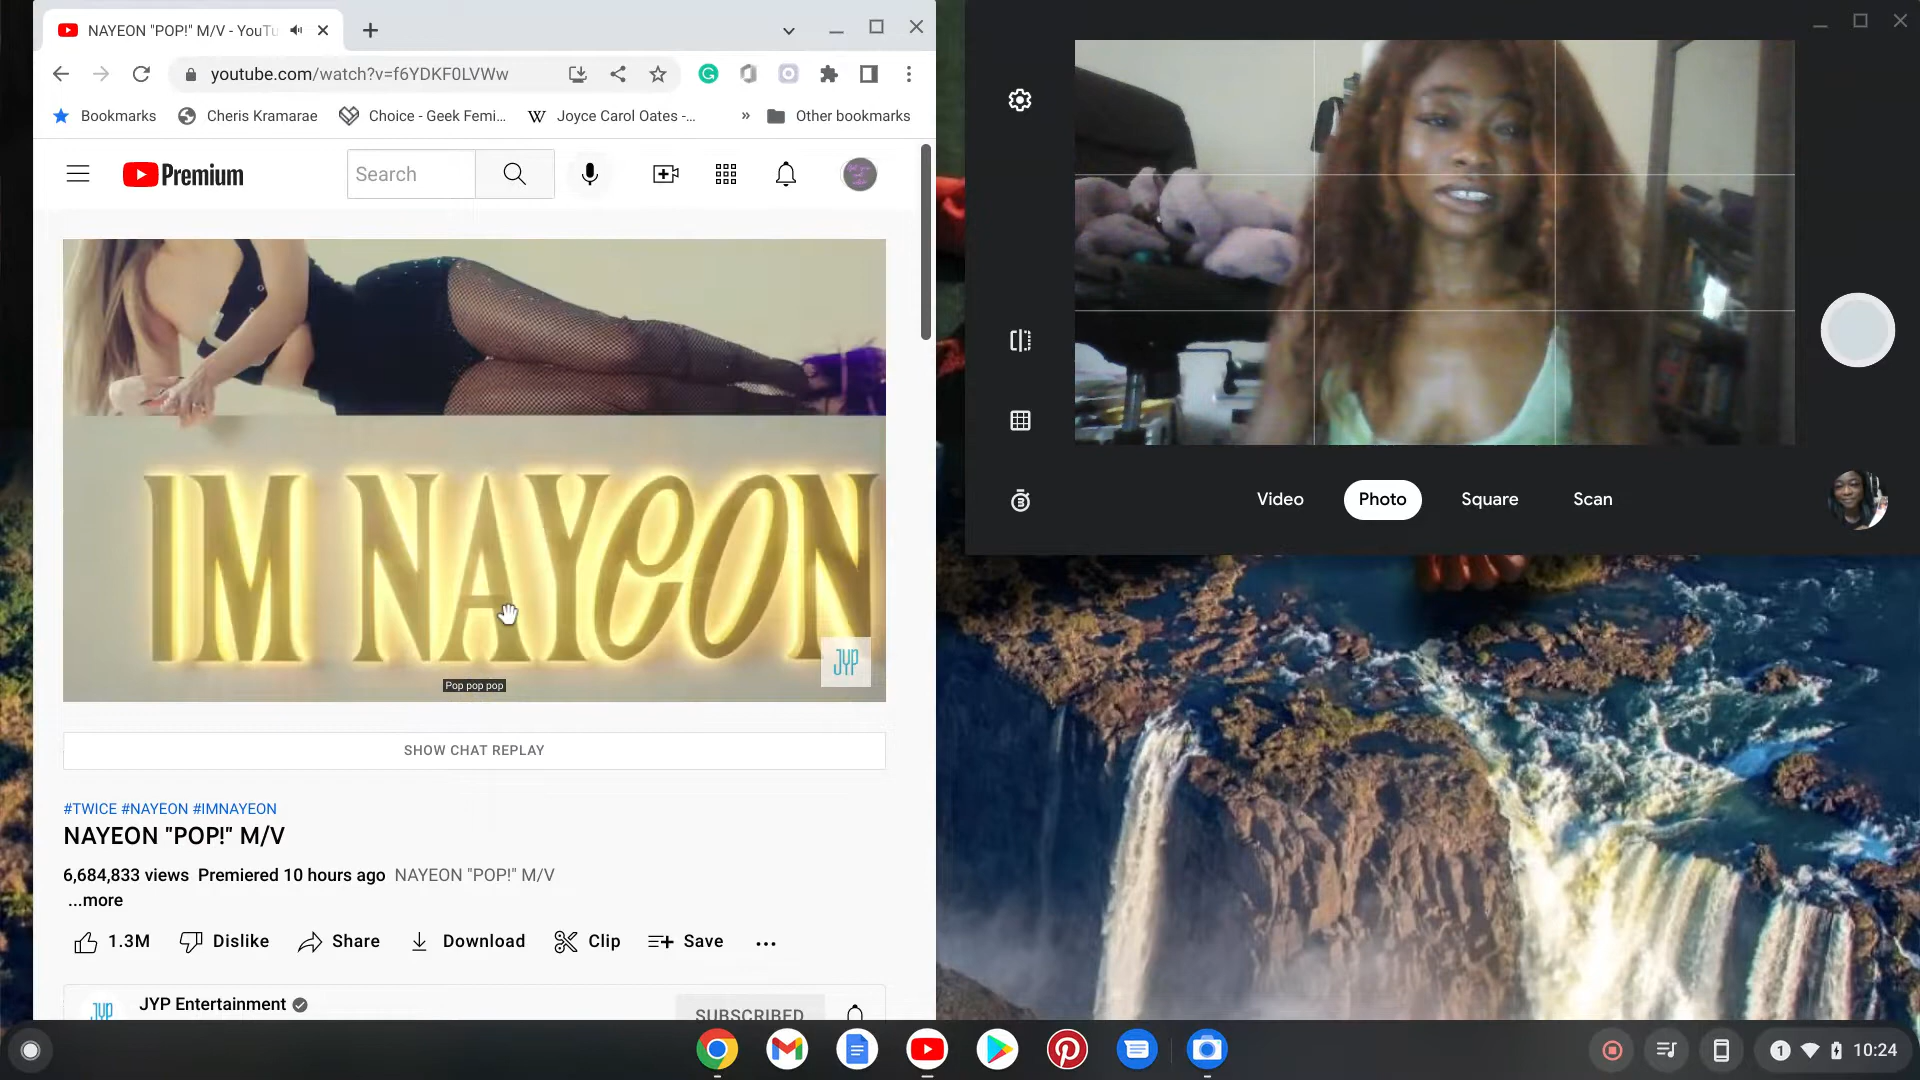 NAYEON "POP!" M/V - YouTu
youtube.com/watch?v=f6YDKF0LVWw
Bookmarks
Cheris Kramarae
Choice - Geek Femi...
Joyce Carol Oates -...
»
Other bookmarks
Premium
Search
IM NAYEON
JYP
Pop pop pop
SHOW CHAT REPLAY
#TWICE #NAYEON #IMNAYEON
NAYEON "POP!" M/V
6,684,833 views Premiered 10 hours ago NAYEON "POP!" M/V
...more
1.3M
Dislike
Share
Download
Clip
Save
JYP
JYP Entertainment
SUBSCRIBED
Video
Photo
Square
Scan
1
10:24